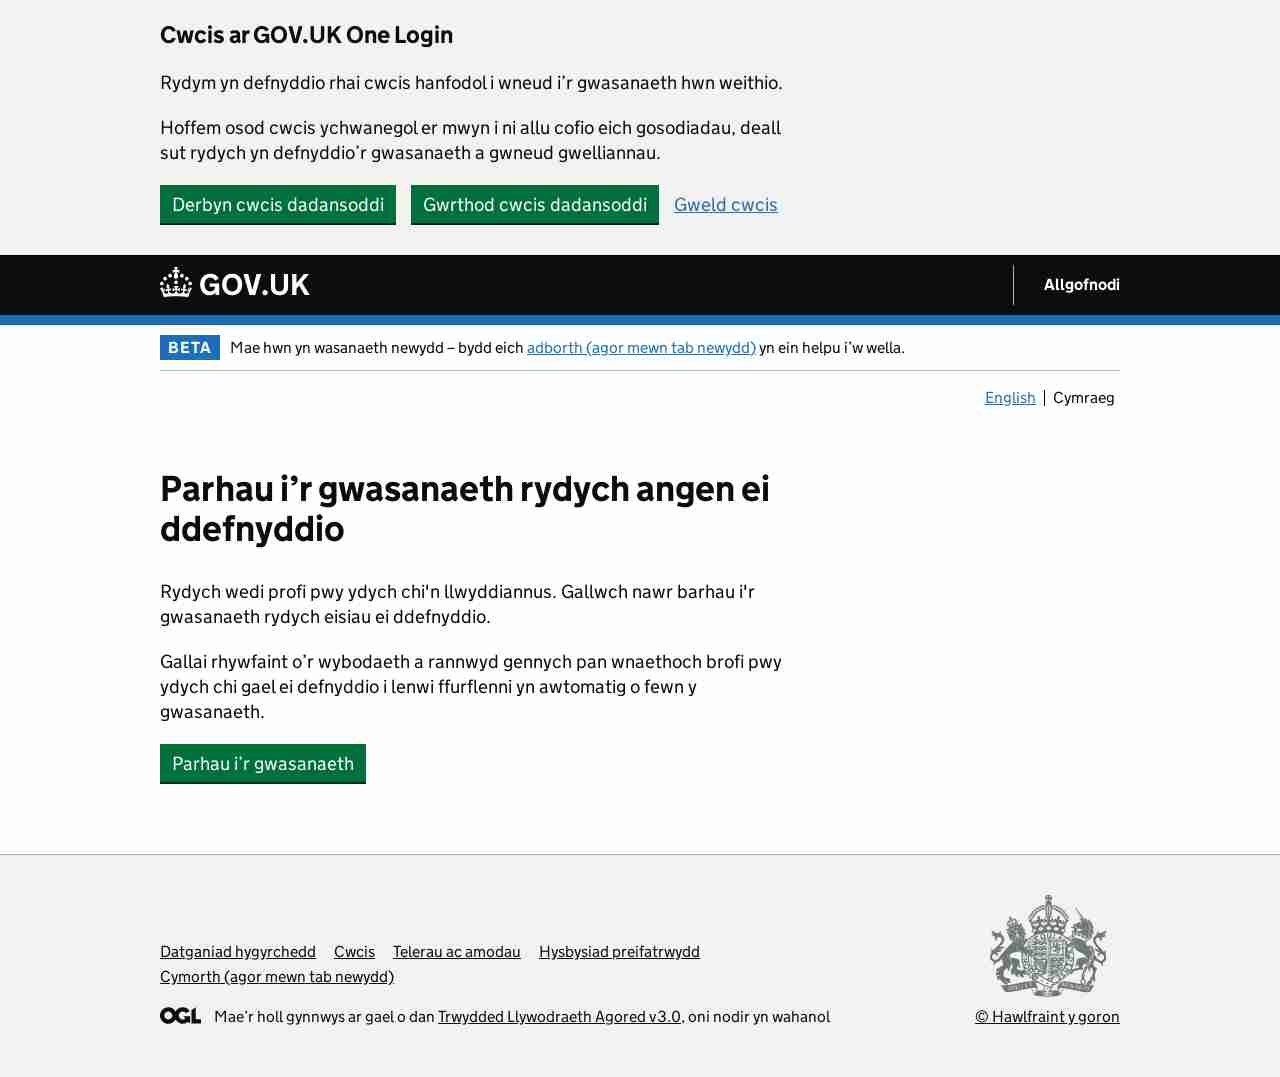 Cwcis ar GOV.UK One Login
Rydym yn defnyddio rhai cwcis hanfodol i wneud i’r gwasanaeth hwn weithio.
Hoffem osod cwcis ychwanegol er mwyn i ni allu cofio eich gosodiadau, deall
sut rydych yn defnyddio’r gwasanaeth a gwneud gwelliannau.
Derbyn cwcis dadansoddi Gwrthod cwcis dadansoddi Gweld cwcis
GOV.UK Allgofnodi
BETA Mae hwn yn wasanaeth newydd – bydd eich adborth (agor mewn tab newydd) yn ein helpu i’w wella.
English Cymraeg
Parhau i’r gwasanaeth rydych angen ei
ddefnyddio
Rydych wedi profi pwy ydych chi'n llwyddiannus. Gallwch nawr barhau i'r
gwasanaeth rydych eisiau ei ddefnyddio.
Gallai rhywfaint o’r wybodaeth a rannwyd gennych pan wnaethoch brofi pwy
ydych chi gael ei defnyddio i lenwi ffurflenni yn awtomatig o fewn y
gwasanaeth.
Parhau i’r gwasanaeth
Datganiad hygyrchedd Cwcis Telerau ac amodau Hysbysiad preifatrwydd
Cymorth (agor mewn tab newydd)
OGL Mae’r holl gynnwys ar gael o dan Trwydded Llywodraeth Agored v3.0, oni nodir yn wahanol
© Hawlfraint y goron